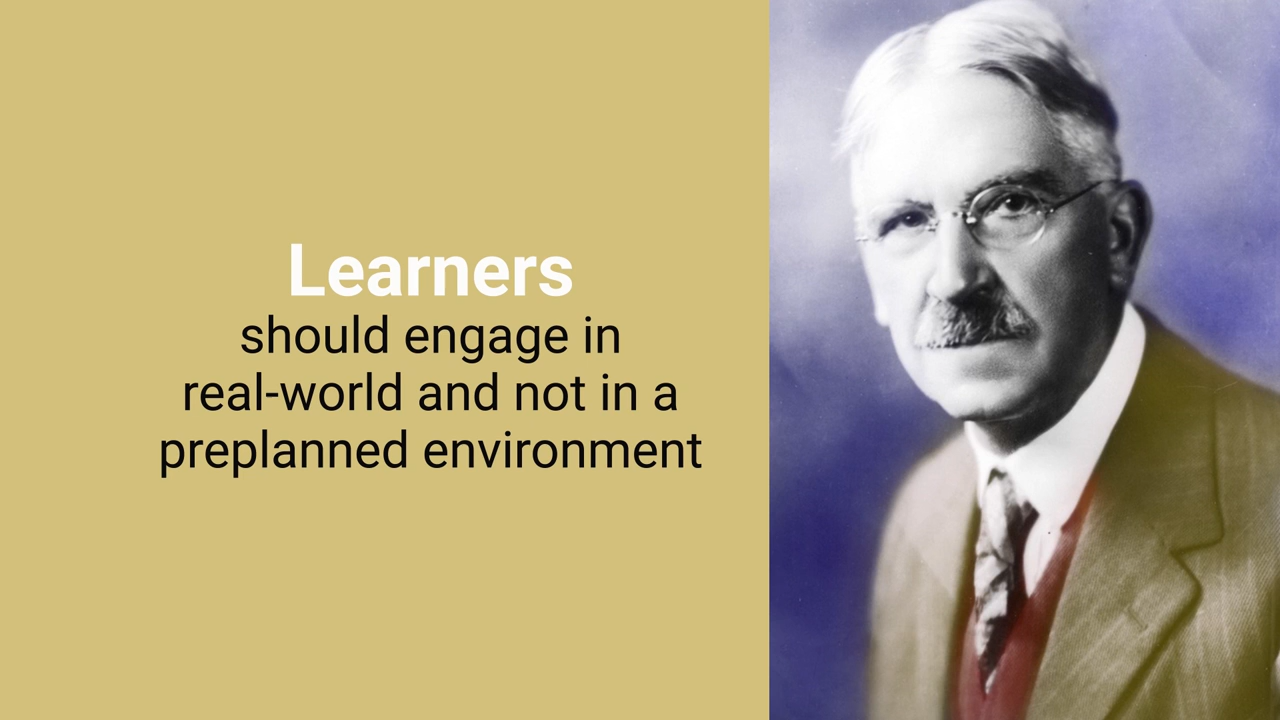 Learners
should engage in
real-world and not in a
preplanned environment